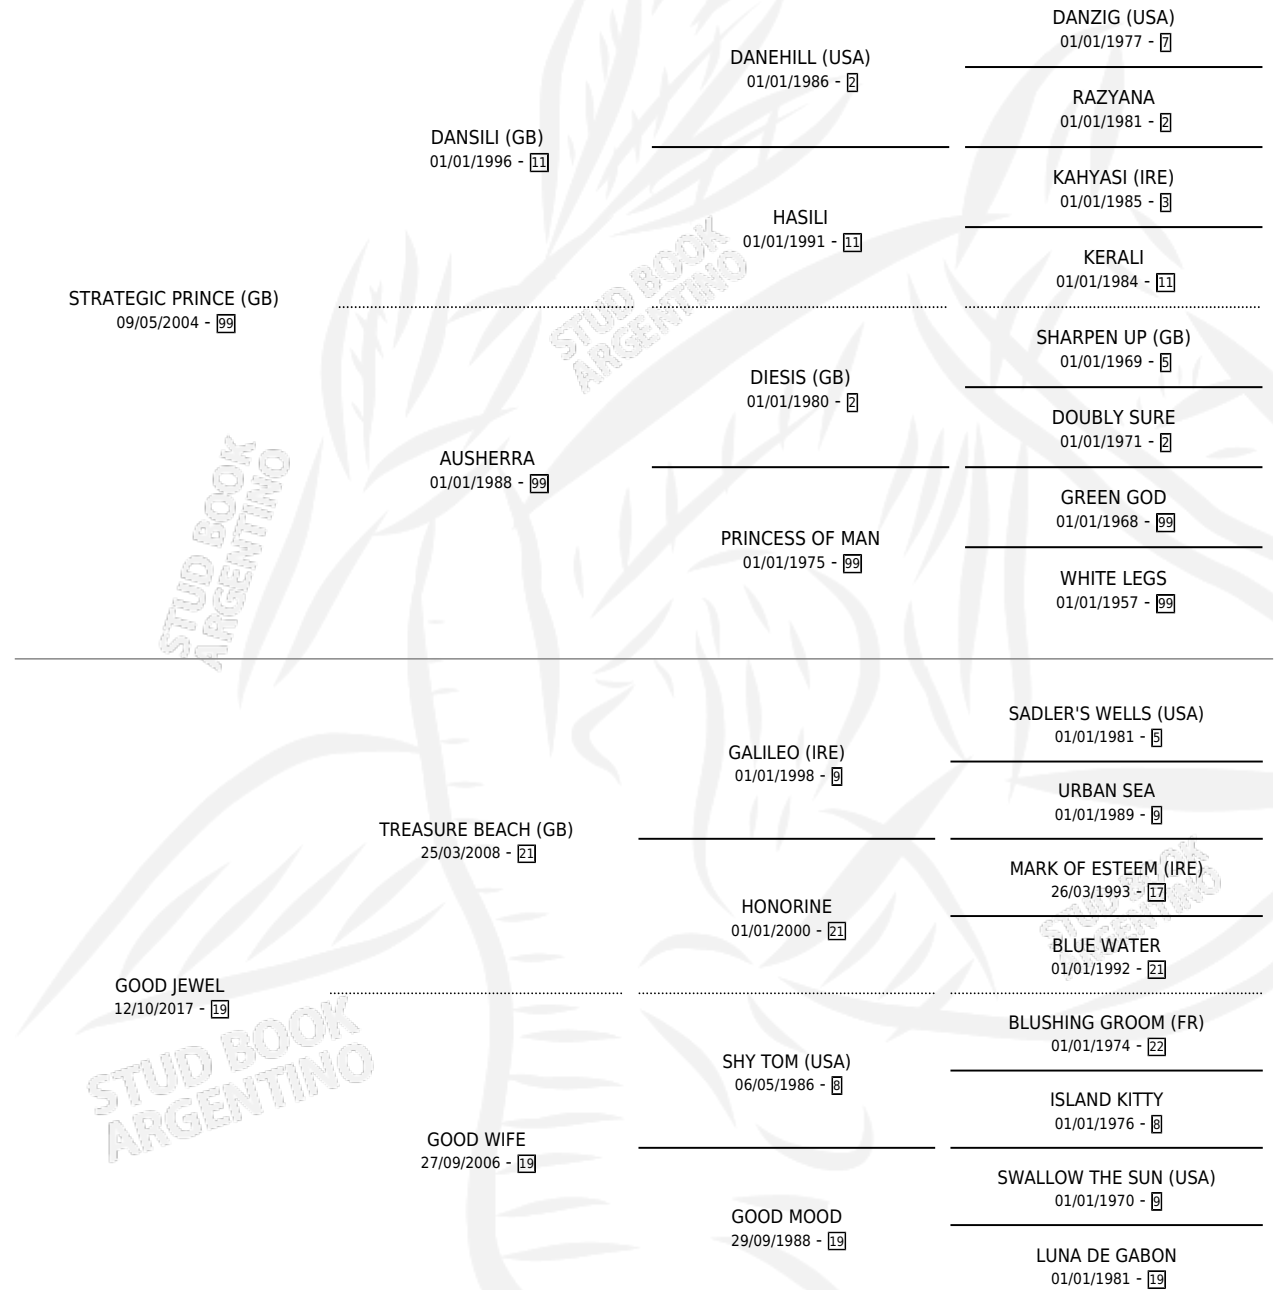 DANZIG (USA)
01/01/1977 - 7
DANEHILL (USA)
01/01/1986 - 2
RAZYANA
01/01/1981 - 2
DANSILI (GB)
01/01/1996 - 11
KAHYASI (IRE)
01/01/1985 - 3
HASILI
01/01/1991 - 11
KERALI
01/01/1984 - 11
STRATEGIC PRINCE (GB)
09/05/2004 - 99
SHARPEN UP (GB)
01/01/1969 - 5
DIESIS (GB)
01/01/1980 - 2
DOUBLY SURE
01/01/1971 - 2
AUSHERRA
01/01/1988 - 99
GREEN GOD
01/01/1968 - 99
PRINCESS OF MAN
01/01/1975 - 99
WHITE LEGS
01/01/1957 - 99
STUD BOOK
ARGENTINO
STUD BOOK
ARGENTINO
SADLER'S WELLS (USA)
01/01/1981 - 5
GALILEO (IRE)
01/01/1998 - 9
URBAN SEA
01/01/1989 - 9
TREASURE BEACH (GB)
25/03/2008 - 21
MARK OF ESTEEM (IRE)
26/03/1993 - 17
HONORINE
01/01/2000 - 21
BLUE WATER
01/01/1992 - 21
STUD BOOK
ARGENTINO
GOOD JEWEL
12/10/2017 - 19
BLUSHING GROOM (FR)
01/01/1974 - 22
SHY TOM (USA)
06/05/1986 - 8
ISLAND KITTY
01/01/1976 - 8
GOOD WIFE
27/09/2006 - 19
SWALLOW THE SUN (USA)
01/01/1970 - 9
GOOD MOOD
29/09/1988 - 19
LUNA DE GABON
01/01/1981 - 19
STUD BOOK
ARGENTINO